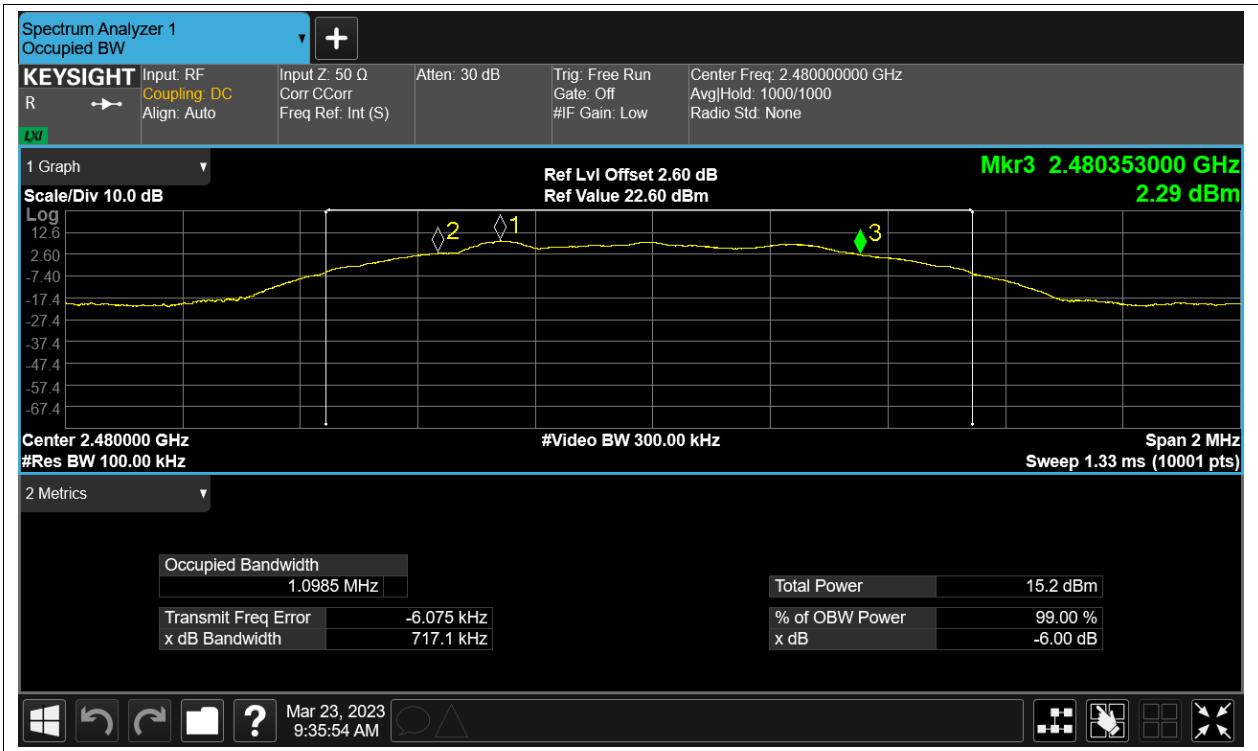 Spectrum Analyzer 1
Occupied BW
+
KEYSIGHT
R
LXI
Input: RF
Coupling: DC
Align: Auto
Input Z: 50 Ω
Corr CCorr
Freq Ref: Int (S)
Atten: 30 dB
Trig: Free Run
Gate: Off
#IF Gain: Low
Center Freq: 2.480000000 GHz
Avg|Hold: 1000/1000
Radio Std: None
1 Graph
Scale/Div 10.0 dB
Ref Lvl Offset 2.60 dB
Ref Value 22.60 dBm
Mkr3 2.480353000 GHz
2.29 dBm
Log
12.6
2.60
-7.40
-17.4
-27.4
-37.4
-47.4
-57.4
-67.4
2
1
3
Center 2.480000 GHz
#Res BW 100.00 kHz
#Video BW 300.00 kHz
Span 2 MHz
Sweep 1.33 ms (10001 pts)
2 Metrics
Occupied Bandwidth
1.0985 MHz
Transmit Freq Error -6.075 kHz
x dB Bandwidth 717.1 kHz
Total Power 15.2 dBm
% of OBW Power 99.00 %
x dB -6.00 dB
?
Mar 23, 2023
9:35:54 AM